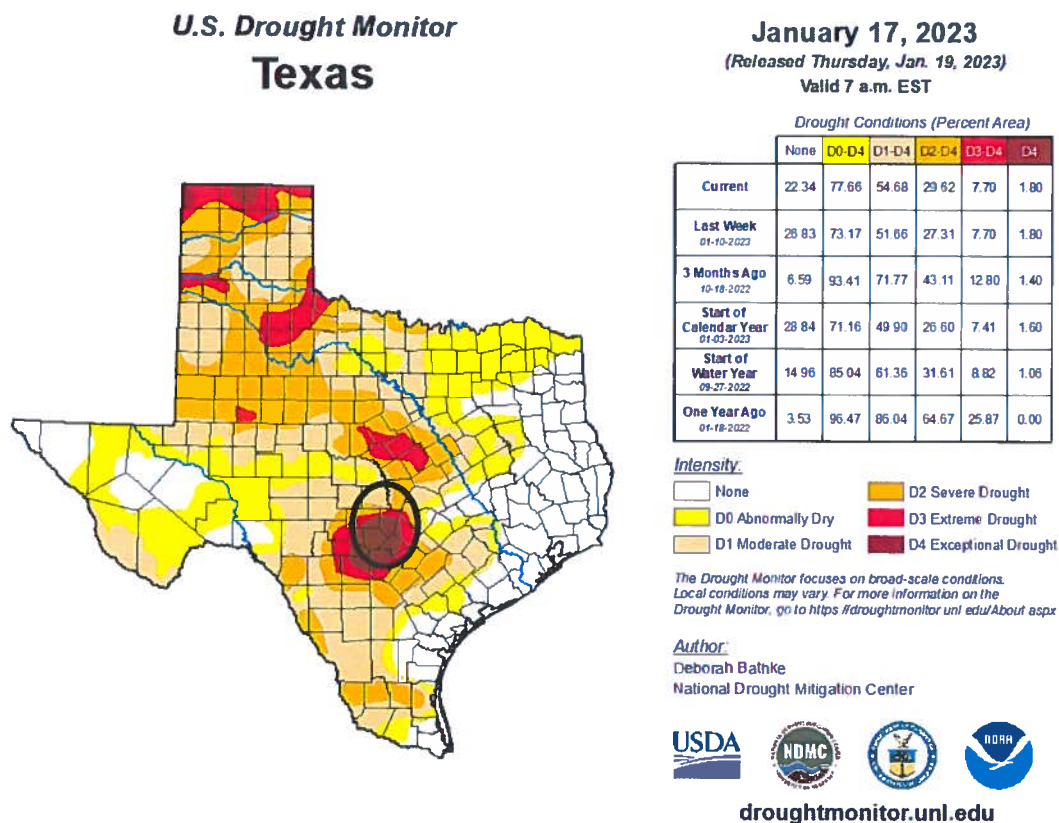 U.S. Drought Monitor
Texas
January 17, 2023
(Released Thursday, Jan. 19, 2023)
Valid 7 a.m. EST
Drought Conditions (Percent Area)
None D0-D4 D1-D4 D2-D4 D3-D4 D4
Current 22.34 77.66 54.68 29.62 7.70 1.80
Last Week 01-10-2023 26.83 73.17 51.66 27.31 7.70 1.80
3 Months Ago 10-18-2022 6.59 93.41 71.77 43.11 12.80 1.40
Start of Calendar Year 01-03-2023 28.84 71.16 49.90 26.60 7.41 1.60
Start of Water Year 09-27-2022 14.96 85.04 61.36 31.61 8.82 1.06
One Year Ago 01-18-2022 3.53 96.47 86.04 64.67 25.87 0.00
Intensity:
None
D0 Abnormally Dry
D1 Moderate Drought
D2 Severe Drought
D3 Extreme Drought
D4 Exceptional Drought
The Drought Monitor focuses on broad-scale conditions.
Local conditions may vary. For more information on the
Drought Monitor, go to https://droughtmonitor.unl.edu/About.aspx
Author:
Deborah Bathke
National Drought Mitigation Center
USDA
NDMC
NOAA
droughtmonitor.unl.edu